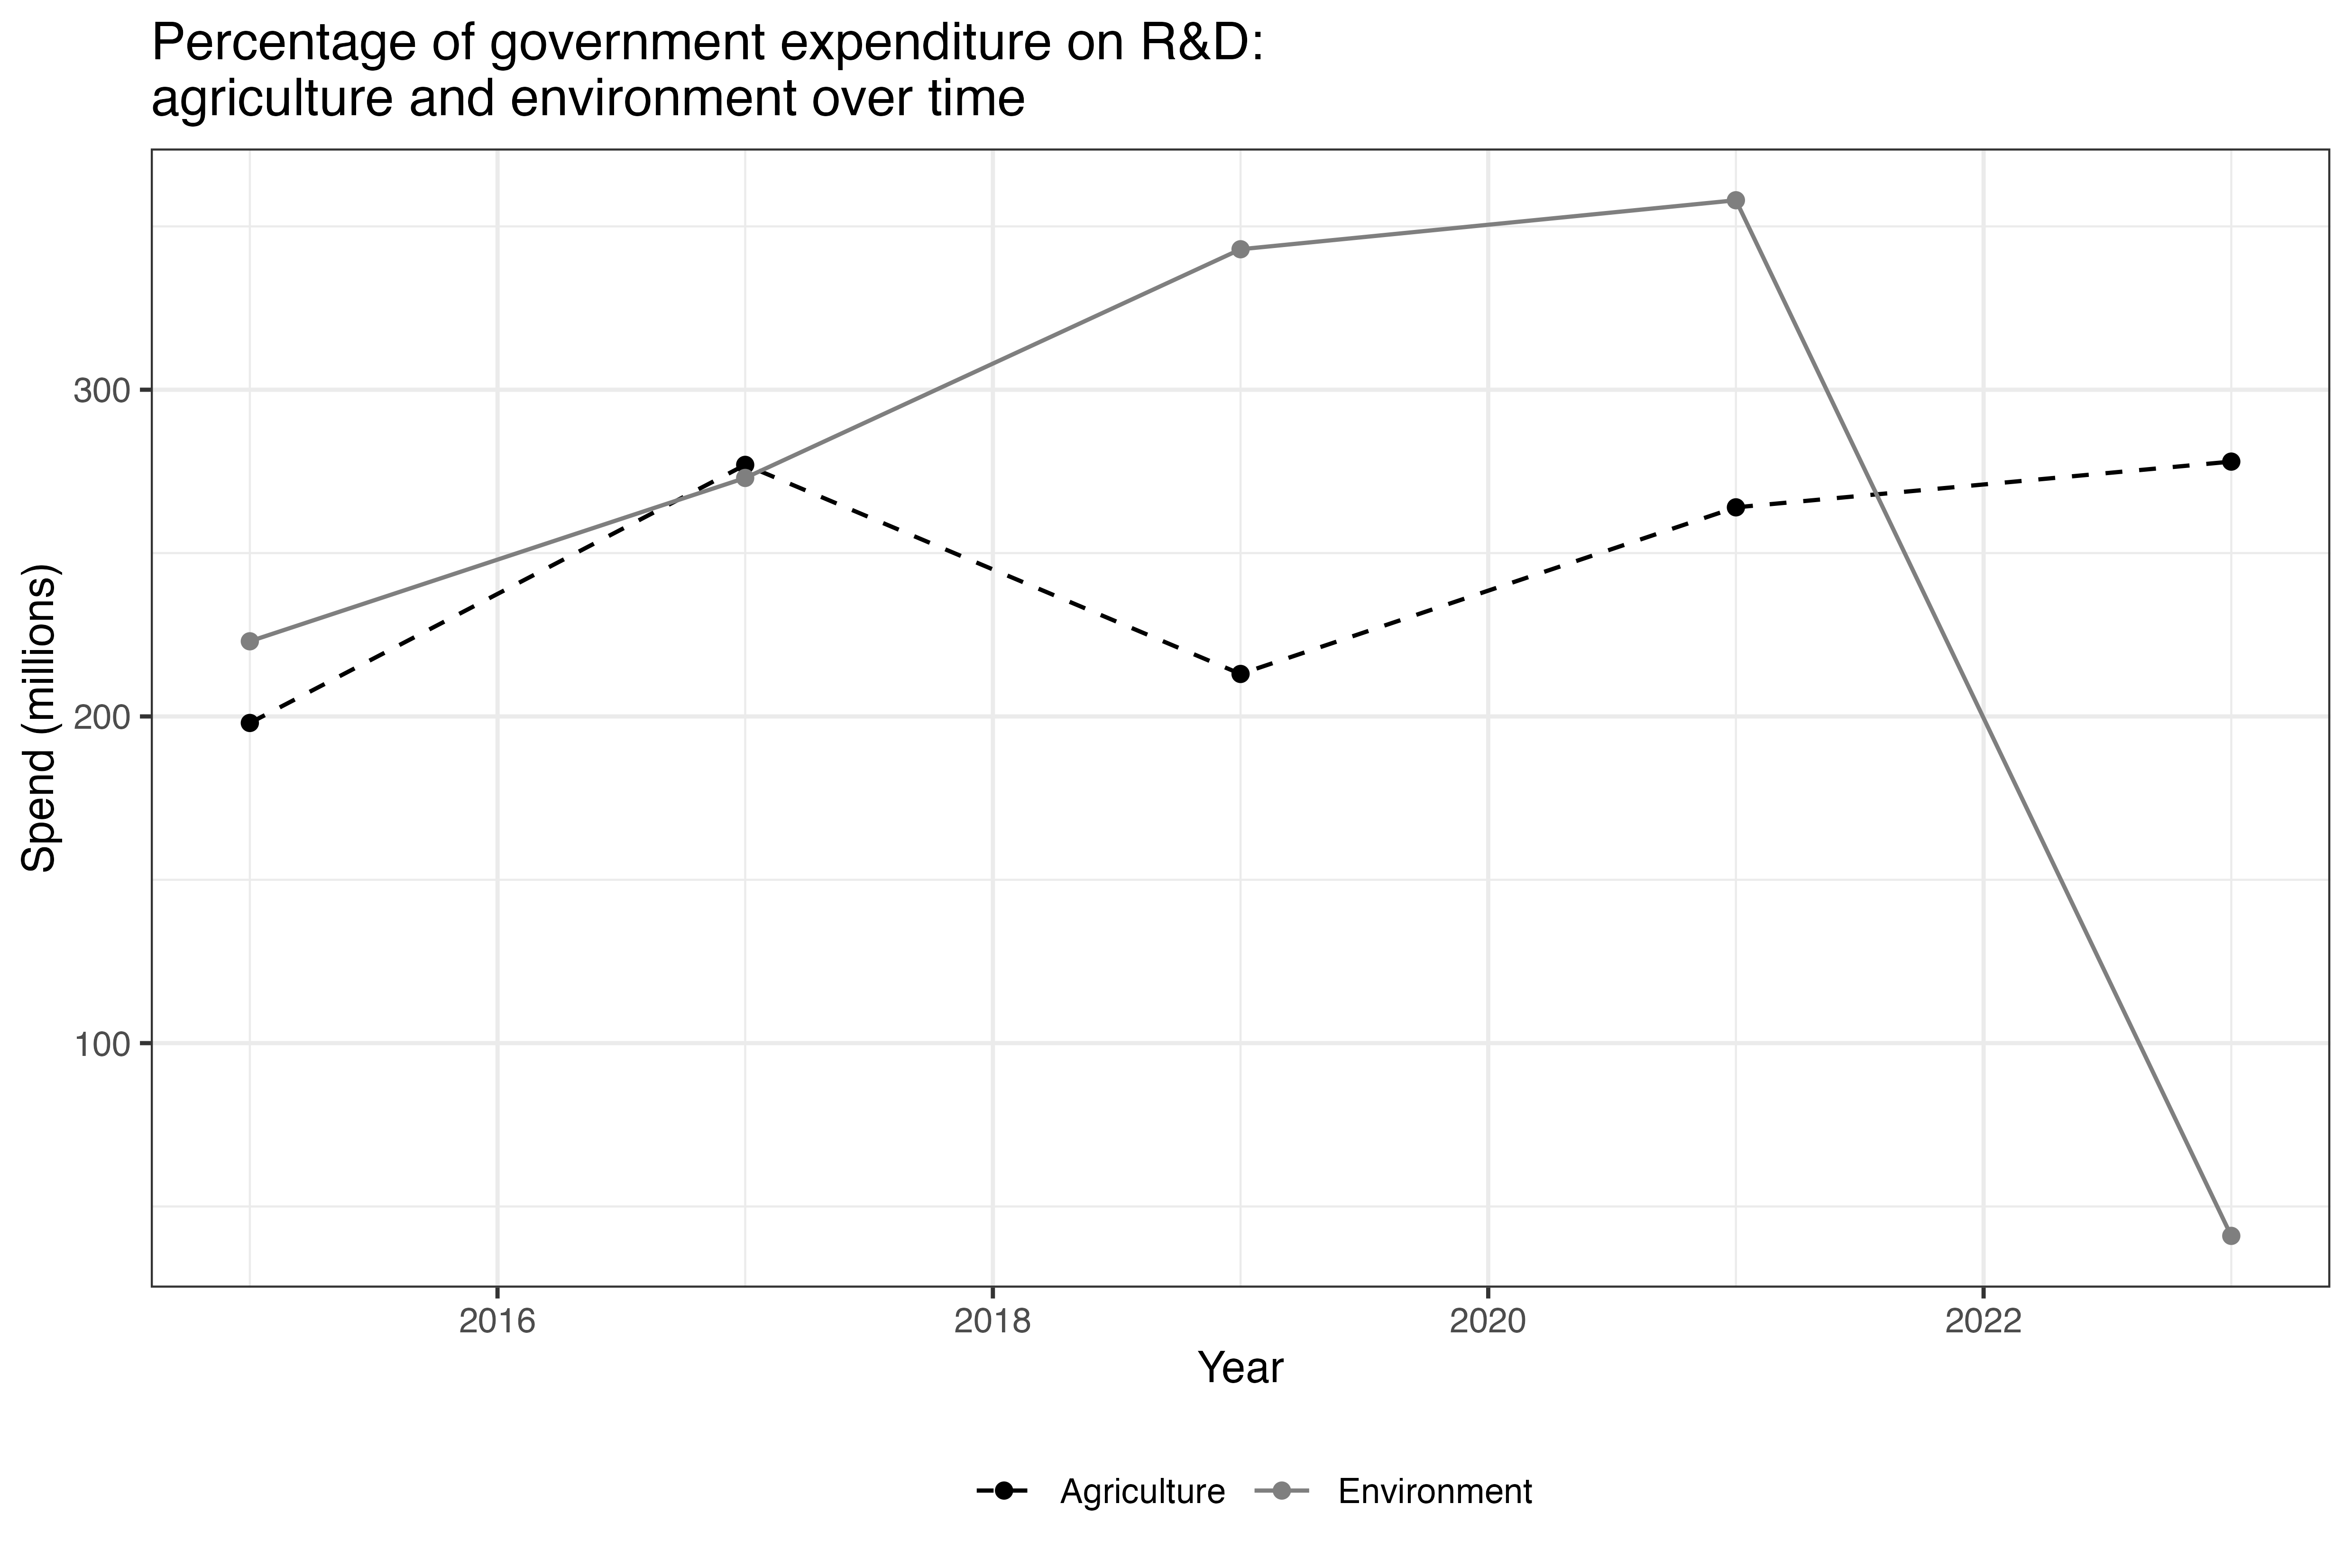 Percentage of government expenditure on R&D:
agriculture and environment over time
Spend (millions)
300
200
100
2016 2018 2020 2022
Year
Agriculture Environment